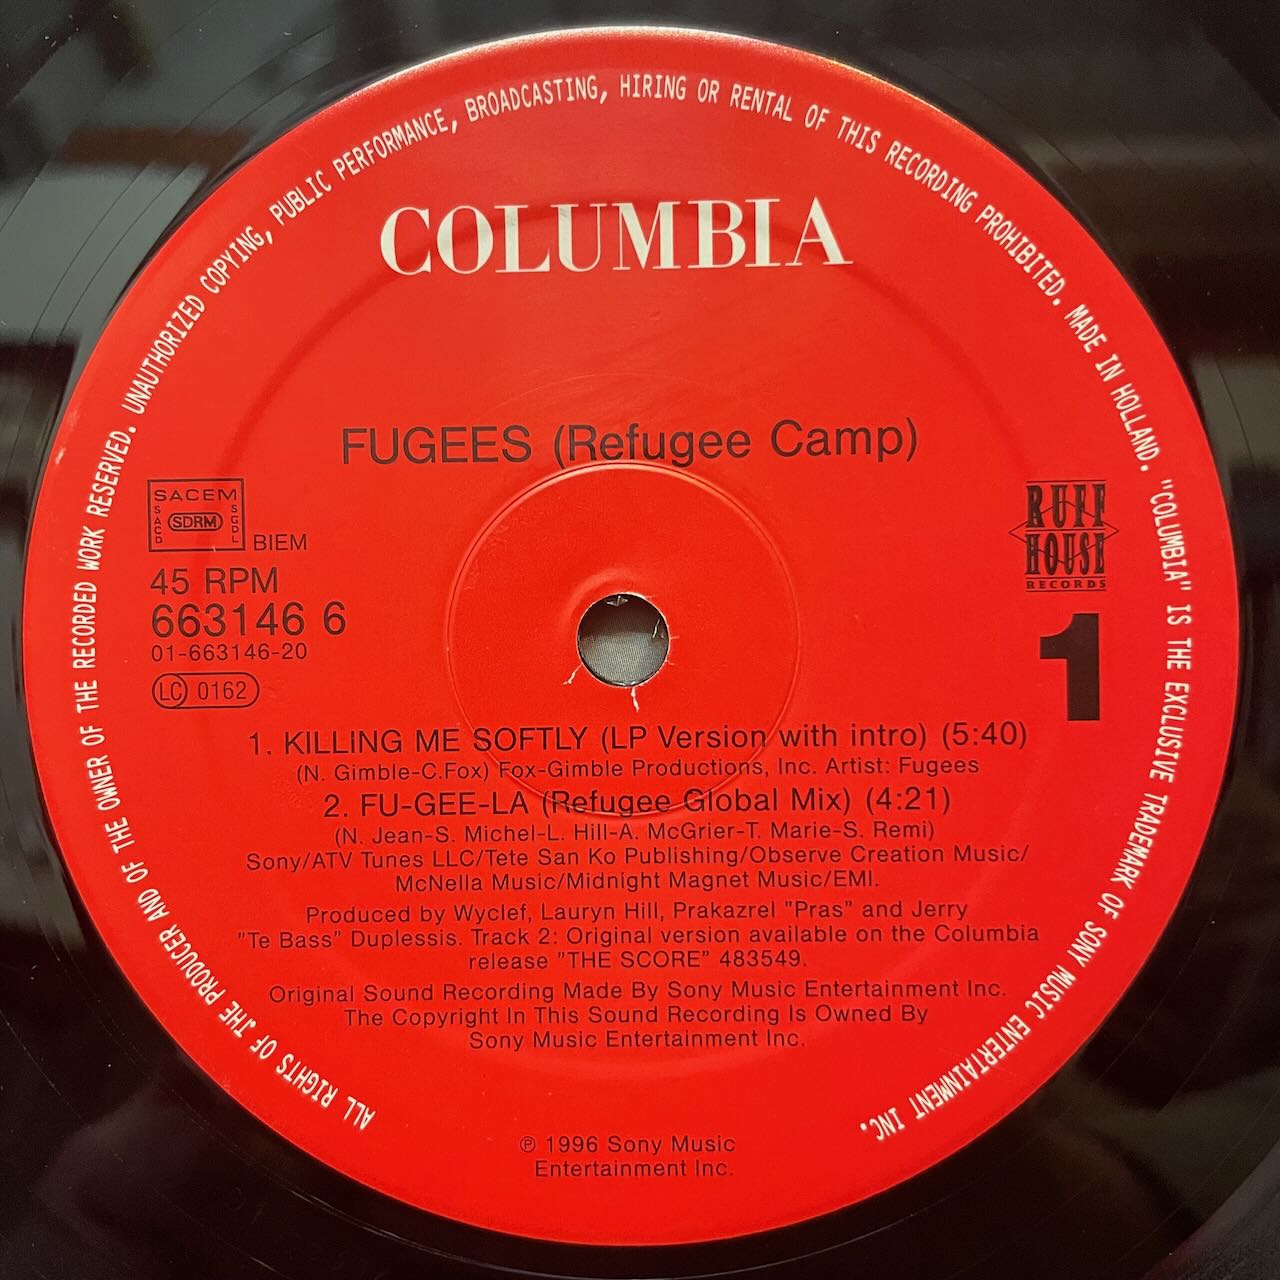 ALL RIGHTS OF THE PRODUCER AND OF THE OWNER OF THE RECORDED WORK RESERVED. UNAUTHORIZED COPYING, PUBLIC PERFORMANCE, BROADCASTING, HIRING OR RENTAL OF THIS RECORDING PROHIBITED. MADE IN HOLLAND. "COLUMBIA" IS THE EXCLUSIVE TRADEMARK OF SONY MUSIC ENTERTAINMENT INC.
COLUMBIA
FUGEES (Refugee Camp)
SACEM
SACD
SDRM
SGDL
BIEM
45 RPM
663146 6
01-663146-20
LC 0162
RUFF
HOUSE
RECORDS
1
1. KILLING ME SOFTLY (LP Version with intro) (5:40)
(N. Gimble-C.Fox) Fox-Gimble Productions, Inc. Artist: Fugees
2. FU-GEE-LA (Refugee Global Mix) (4:21)
(N. Jean-S. Michel-L. Hill-A. McGrier-T. Marie-S. Remi)
Sony/ATV Tunes LLC/Tete San Ko Publishing/Observe Creation Music/
McNella Music/Midnight Magnet Music/EMI.
Produced by Wyclef, Lauryn Hill, Prakazrel "Pras" and Jerry
"Te Bass" Duplessis. Track 2: Original version available on the Columbia
release "THE SCORE" 483549.
Original Sound Recording Made By Sony Music Entertainment Inc.
The Copyright In This Sound Recording Is Owned By
Sony Music Entertainment Inc.
℗ 1996 Sony Music
Entertainment Inc.